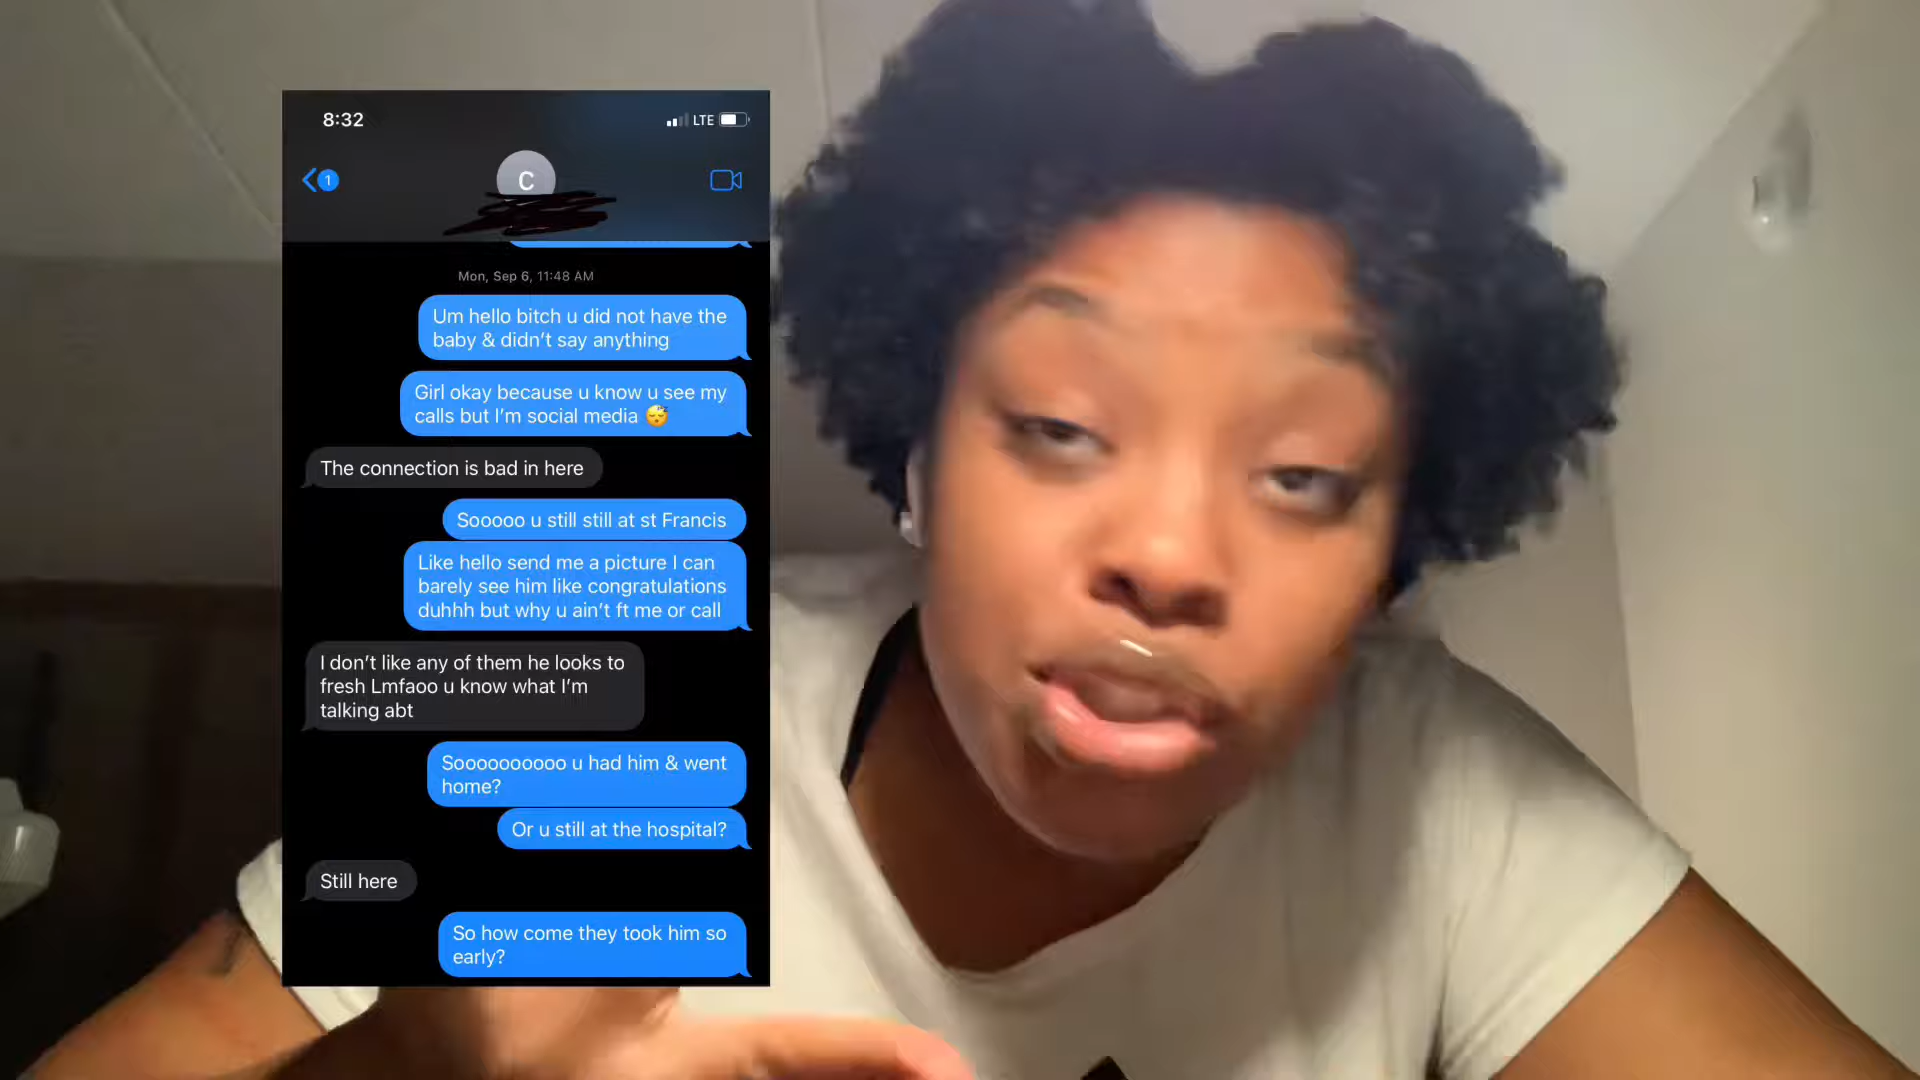 8:32
LTE
1
C
Mon, Sep 6, 11:48 AM
Um hello bitch u did not have the
baby & didn't say anything
Girl okay because u know u see my
calls but I'm social media 😴
The connection is bad in here
Sooooo u still still at st Francis
Like hello send me a picture I can
barely see him like congratulations
duhhh but why u ain't ft me or call
I don't like any of them he looks to
fresh Lmfaoo u know what I'm
talking abt
Soooooooooo u had him & went
home?
Or u still at the hospital?
Still here
So how come they took him so
early?